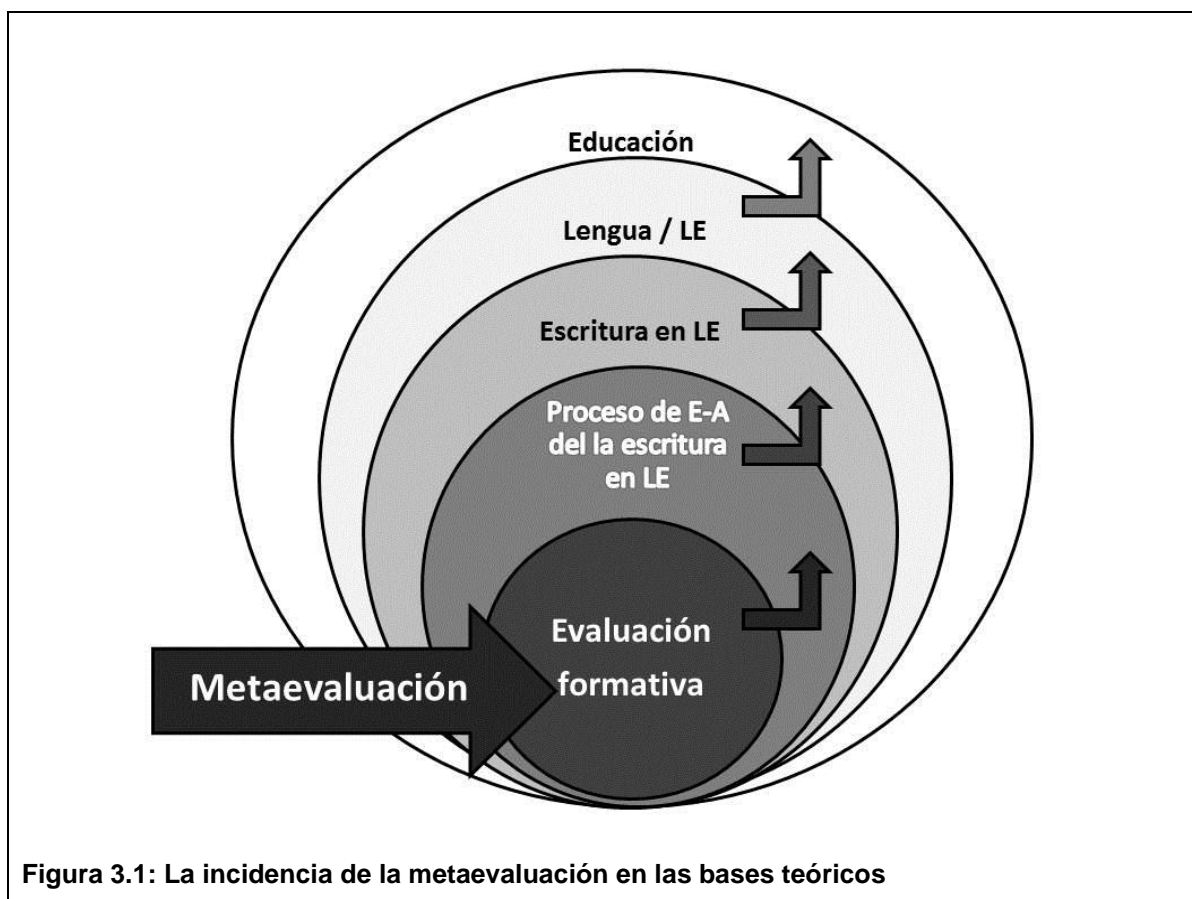 Educación
Lengua / LE
Escritura en LE
Proceso de E-A
del la escritura
en LE
Evaluación
formativa
Metaevaluación
Figura 3.1: La incidencia de la metaevaluación en las bases teóricos